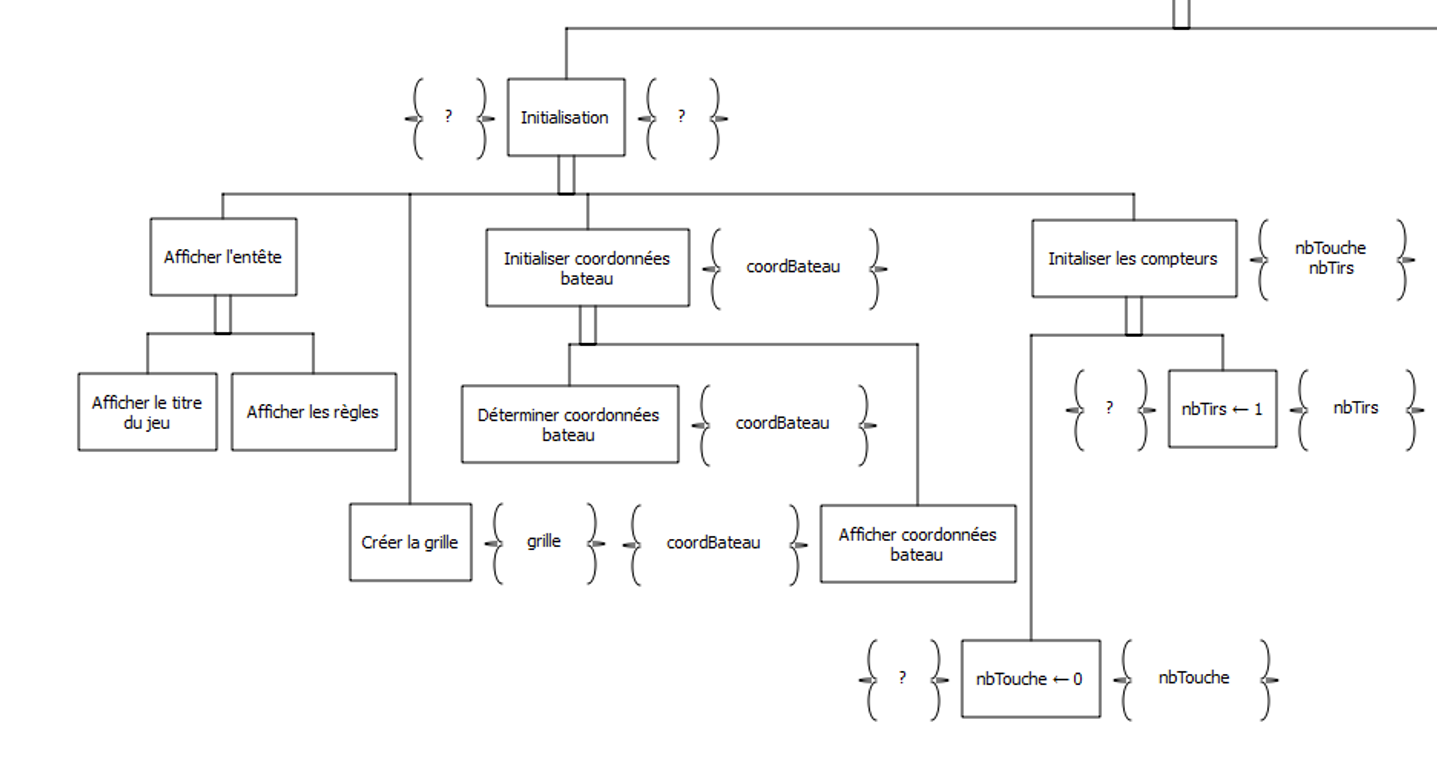 ?
Initialisation
?
Afficher l'entête
Initialiser coordonnées
bateau
coordBateau
Initaliser les compteurs
nbTouche
nbTirs
Afficher le titre
du jeu
Afficher les règles
Déterminer coordonnées
bateau
coordBateau
?
nbTirs ← 1
nbTirs
Créer la grille
grille
coordBateau
Afficher coordonnées
bateau
?
nbTouche ← 0
nbTouche